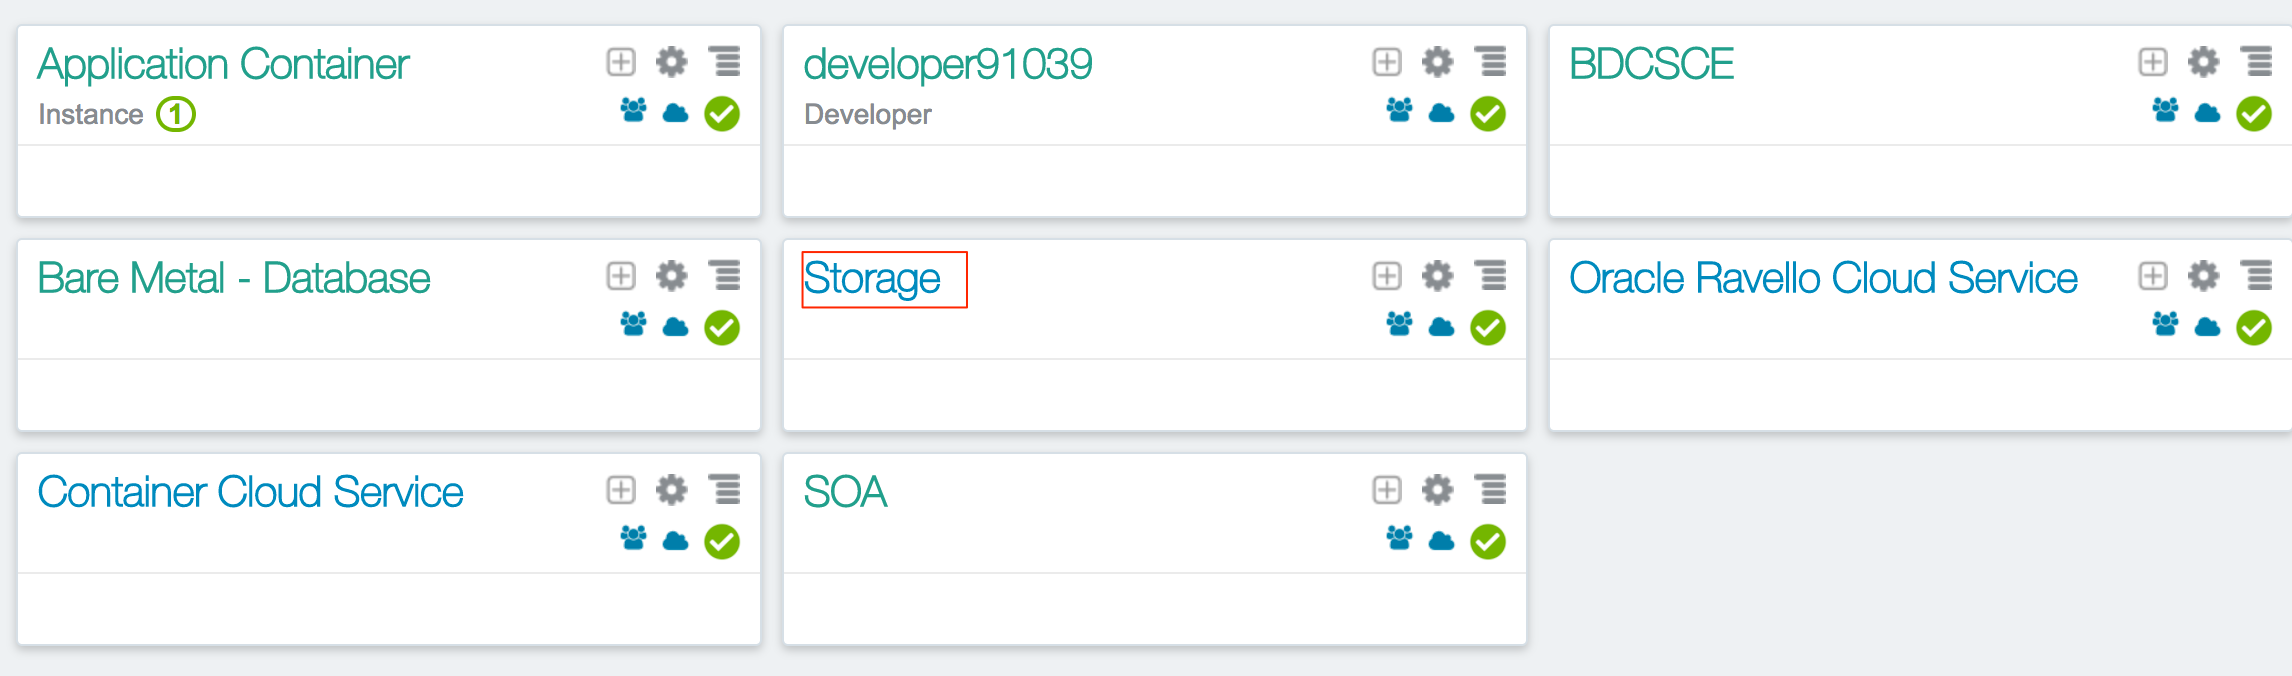 Application Container
Instance 1
developer91039
Developer
BDCSCE
Bare Metal - Database
Storage
Oracle Ravello Cloud Service
Container Cloud Service
SOA